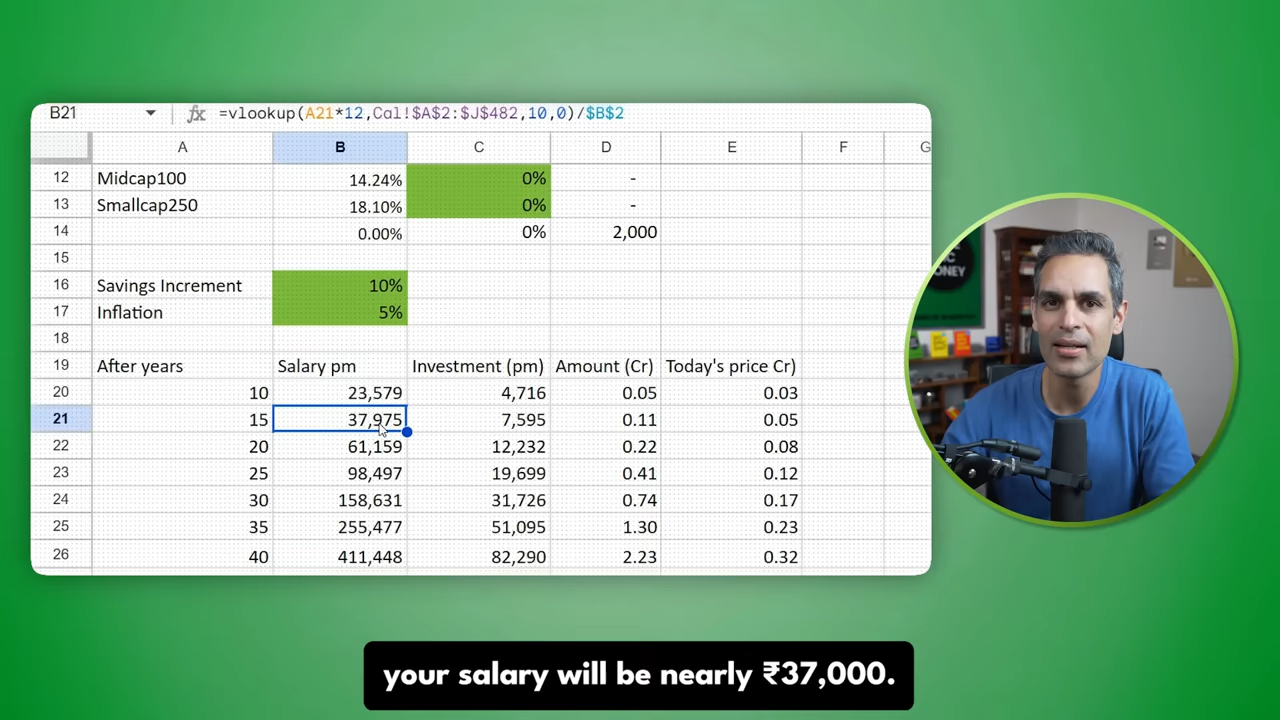 B21 fx =vlookup(A21*12,Cal!$A$2:$J$482,10,0)/$B$2
A B C D E F G
12 Midcap100 14.24% 0% -
13 Smallcap250 18.10% 0% -
14 0.00% 0% 2,000
15
16 Savings Increment 10%
17 Inflation 5%
18
19 After years Salary pm Investment (pm) Amount (Cr) Today's price Cr)
20 10 23,579 4,716 0.05 0.03
21 15 37,975 7,595 0.11 0.05
22 20 61,159 12,232 0.22 0.08
23 25 98,497 19,699 0.41 0.12
24 30 158,631 31,726 0.74 0.17
25 35 255,477 51,095 1.30 0.23
26 40 411,448 82,290 2.23 0.32
your salary will be nearly ₹37,000.